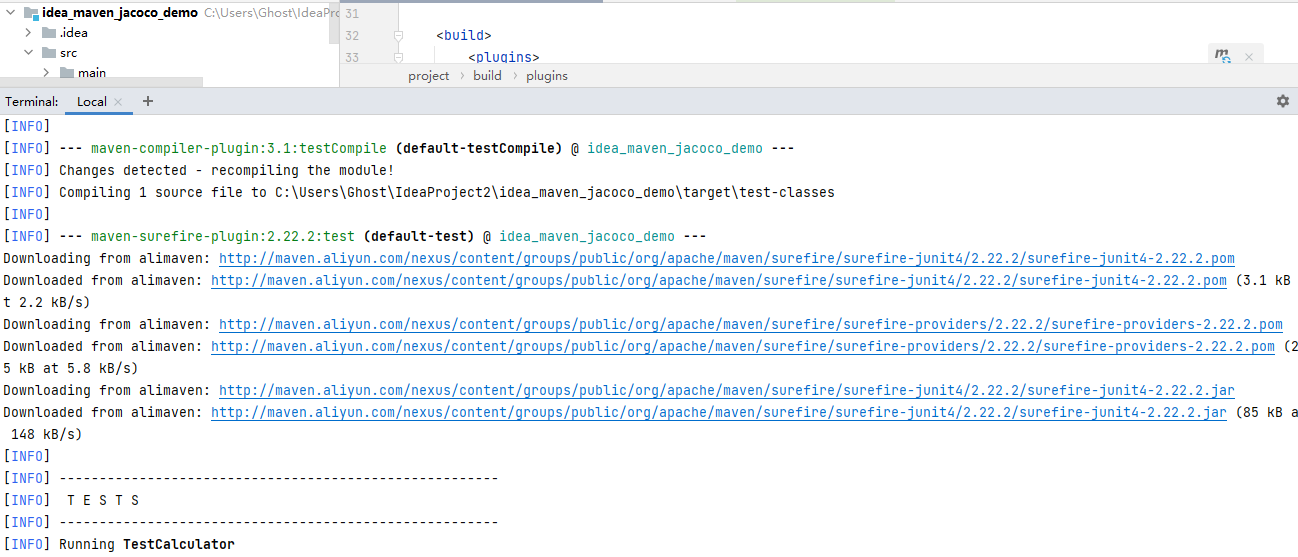 idea_maven_jacoco_demo C:\Users\Ghost\IdeaPro
.idea
src
main
31
32 <build>
33 <plugins>
project › build › plugins
Terminal: Local × +
[INFO]
[INFO] --- maven-compiler-plugin:3.1:testCompile (default-testCompile) @ idea_maven_jacoco_demo ---
[INFO] Changes detected - recompiling the module!
[INFO] Compiling 1 source file to C:\Users\Ghost\IdeaProject2\idea_maven_jacoco_demo\target\test-classes
[INFO]
[INFO] --- maven-surefire-plugin:2.22.2:test (default-test) @ idea_maven_jacoco_demo ---
Downloading from alimaven: http://maven.aliyun.com/nexus/content/groups/public/org/apache/maven/surefire/surefire-junit4/2.22.2/surefire-junit4-2.22.2.pom
Downloaded from alimaven: http://maven.aliyun.com/nexus/content/groups/public/org/apache/maven/surefire/surefire-junit4/2.22.2/surefire-junit4-2.22.2.pom (3.1 kB
t 2.2 kB/s)
Downloading from alimaven: http://maven.aliyun.com/nexus/content/groups/public/org/apache/maven/surefire/surefire-providers/2.22.2/surefire-providers-2.22.2.pom
Downloaded from alimaven: http://maven.aliyun.com/nexus/content/groups/public/org/apache/maven/surefire/surefire-providers/2.22.2/surefire-providers-2.22.2.pom (2
5 kB at 5.8 kB/s)
Downloading from alimaven: http://maven.aliyun.com/nexus/content/groups/public/org/apache/maven/surefire/surefire-junit4/2.22.2/surefire-junit4-2.22.2.jar
Downloaded from alimaven: http://maven.aliyun.com/nexus/content/groups/public/org/apache/maven/surefire/surefire-junit4/2.22.2/surefire-junit4-2.22.2.jar (85 kB a
148 kB/s)
[INFO]
[INFO] -------------------------------------------------------
[INFO] T E S T S
[INFO] -------------------------------------------------------
[INFO] Running TestCalculator